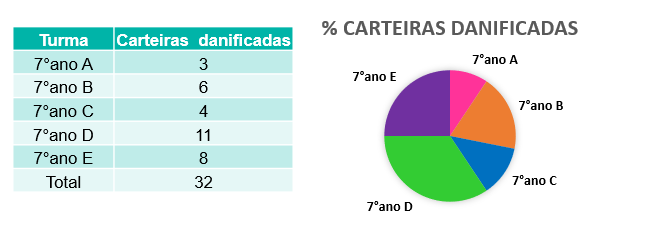 Turma Carteiras danificadas
7°ano A 3
7°ano B 6
7°ano C 4
7°ano D 11
7°ano E 8
Total 32
% CARTEIRAS DANIFICADAS
7°ano A
7°ano E
7°ano B
7°ano C
7°ano D